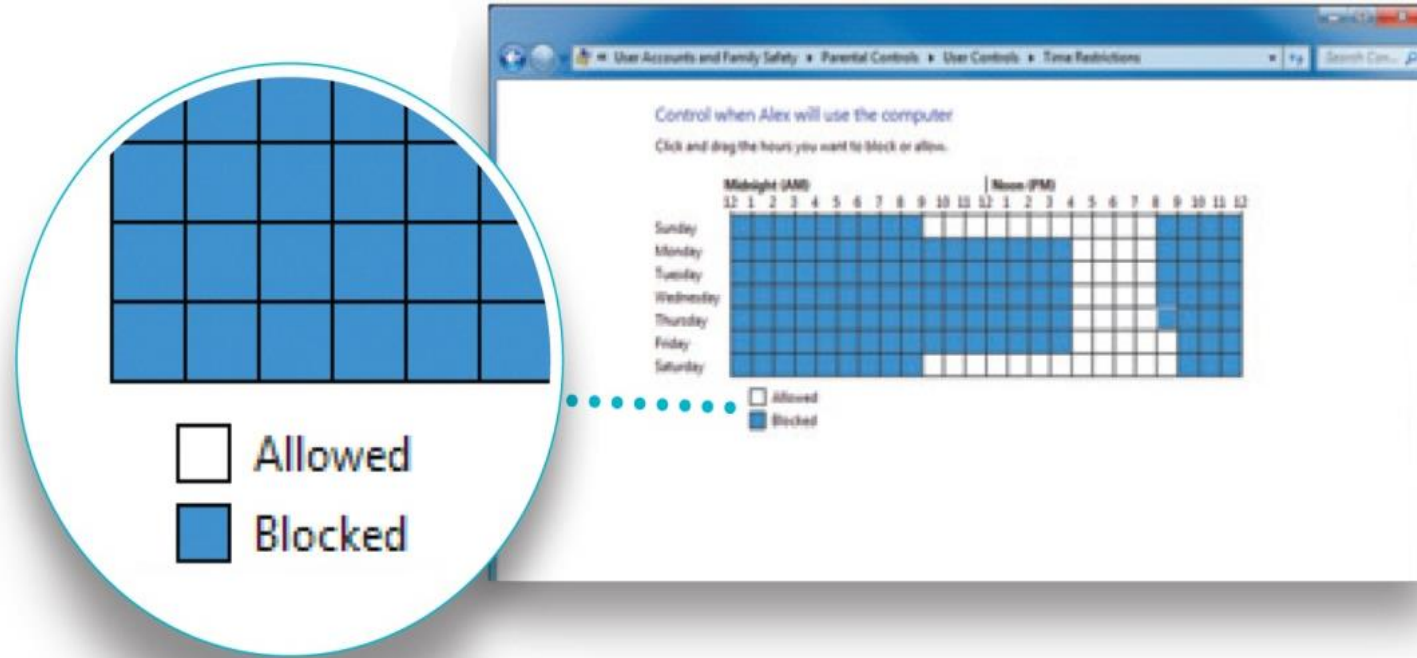 User Accounts and Family Safety ▸ Parental Controls ▸ User Controls ▸ Time Restrictions
Search Con...
Control when Alex will use the computer
Click and drag the hours you want to block or allow.
Midnight (AM) Noon (PM)
12 1 2 3 4 5 6 7 8 9 10 11 12 1 2 3 4 5 6 7 8 9 10 11 12
Sunday
Monday
Tuesday
Wednesday
Thursday
Friday
Saturday
Allowed
Blocked
Allowed
Blocked